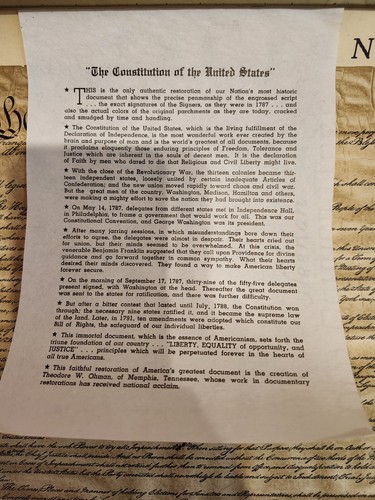 N
"The Constitution of the United States"
★ THIS is the only authentic restoration of our Nation's most historic
document that shows the precise penmanship of the engrossed script
. . . the exact signatures of the Signers, as they were in 1787 . . . and
also the actual colors of the original parchments as they are today, cracked
and smudged by time and handling.
★ The Constitution of the United States, which is the living fulfillment of the
Declaration of Independence, is the most wonderful work ever created by the
brain and purpose of man and is the world's greatest of all documents, because
it proclaims eloquently those enduring principles of Freedom, Tolerance and
Justice which are inherent in the souls of decent men. It is the declaration
of Faith by men who dared to die that Religious and Civil Liberty might live.
★ With the close of the Revolutionary War, the thirteen colonies became thir-
teen independent states, loosely united by certain inadequate Articles of
Confederation; and the new union moved rapidly toward chaos and civil war.
But the great men of the country, Washington, Madison, Hamilton and others,
were making a mighty effort to save the nation they had brought into existence.
★ On May 14, 1787, delegates from different states met in Independence Hall,
in Philadelphia, to frame a government that would work for all. This was our
Constitutional Convention, and George Washington was its president.
★ After many jarring sessions, in which misunderstandings bore down their
efforts to agree, the delegates were almost in despair. Their hearts cried out
for union, but their minds seemed to be overwhelmed. At this crisis, the
venerable Benjamin Franklin suggested that they call upon Providence for divine
guidance and go forward together in common sympathy. What their hearts
desired their minds discovered. They found a way to make American liberty
forever secure.
★ On the morning of September 17, 1787, thirty-nine of the fifty-five delegates
present signed, with Washington at the head. Thereafter the great document
was sent to the states for ratification, and there was further difficulty.
★ But after a bitter contest that lasted until July, 1788, the Constitution won
through; the necessary nine states ratified it, and it became the supreme law
of the land. Later, in 1791, ten amendments were adopted which constitute our
Bill of Rights, the safeguard of our individual liberties.
★ This immortal document, which is the essence of Americanism, sets forth the
triune foundation of our country . . . "LIBERTY, EQUALITY of opportunity, and
JUSTICE" . . . principles which will be perpetuated forever in the hearts of
all true Americans.
★ This faithful restoration of America's greatest document is the creation of
Theodore W. Ohman, of Memphis, Tennessee, whose work in documentary
restorations has received national acclaim.